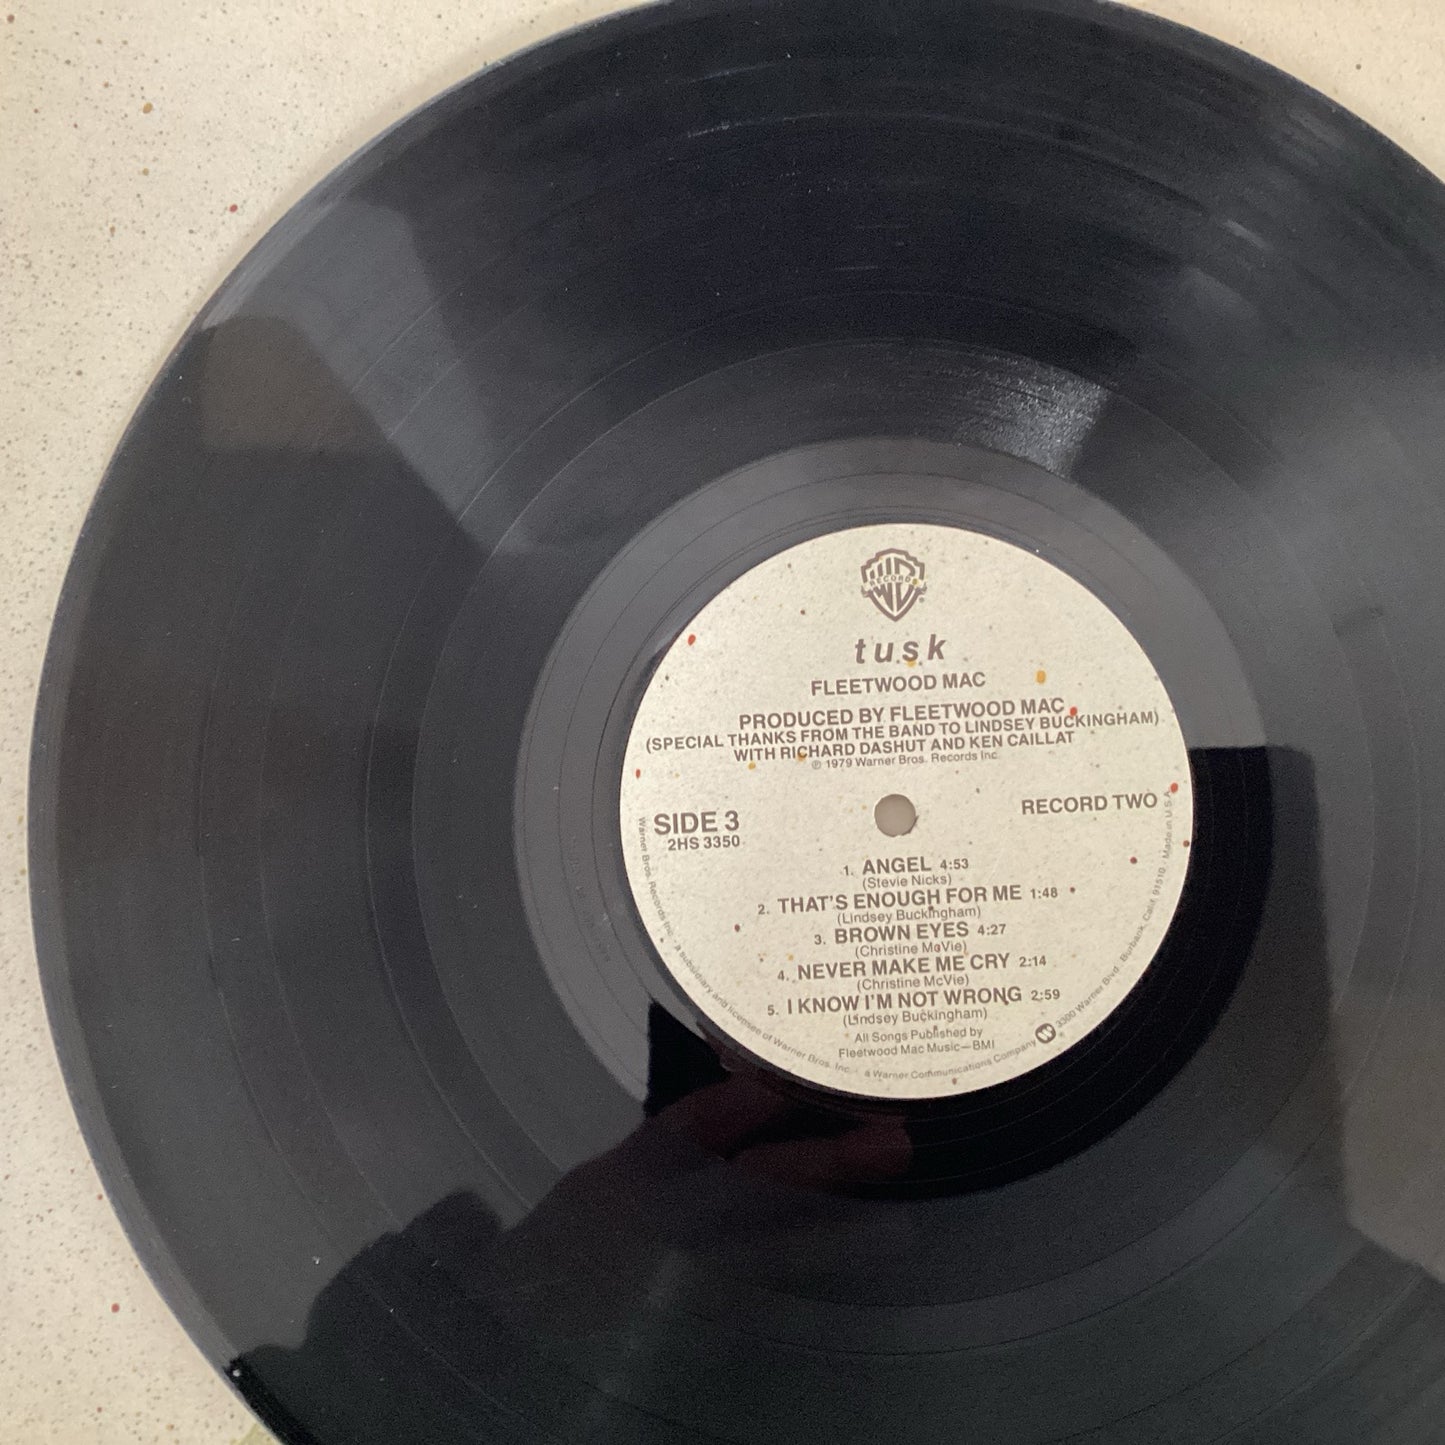 RECORDS
tusk
FLEETWOOD MAC
PRODUCED BY FLEETWOOD MAC
(SPECIAL THANKS FROM THE BAND TO LINDSEY BUCKINGHAM)
WITH RICHARD DASHUT AND KEN CAILLAT
℗ 1979 Warner Bros. Records Inc.
SIDE 3
2HS 3350
RECORD TWO
1. ANGEL 4:53
(Stevie Nicks)
2. THAT'S ENOUGH FOR ME 1:48
(Lindsey Buckingham)
3. BROWN EYES 4:27
(Christine McVie)
4. NEVER MAKE ME CRY 2:14
(Christine McVie)
5. I KNOW I'M NOT WRONG 2:59
(Lindsey Buckingham)
All Songs Published by
Fleetwood Mac Music—BMI
Warner Bros. Records Inc. · a subsidiary and licensee of Warner Bros. Inc. · a Warner Communications Company 3300 Warner Blvd., Burbank, Calif. 91510 · Made in U.S.A.